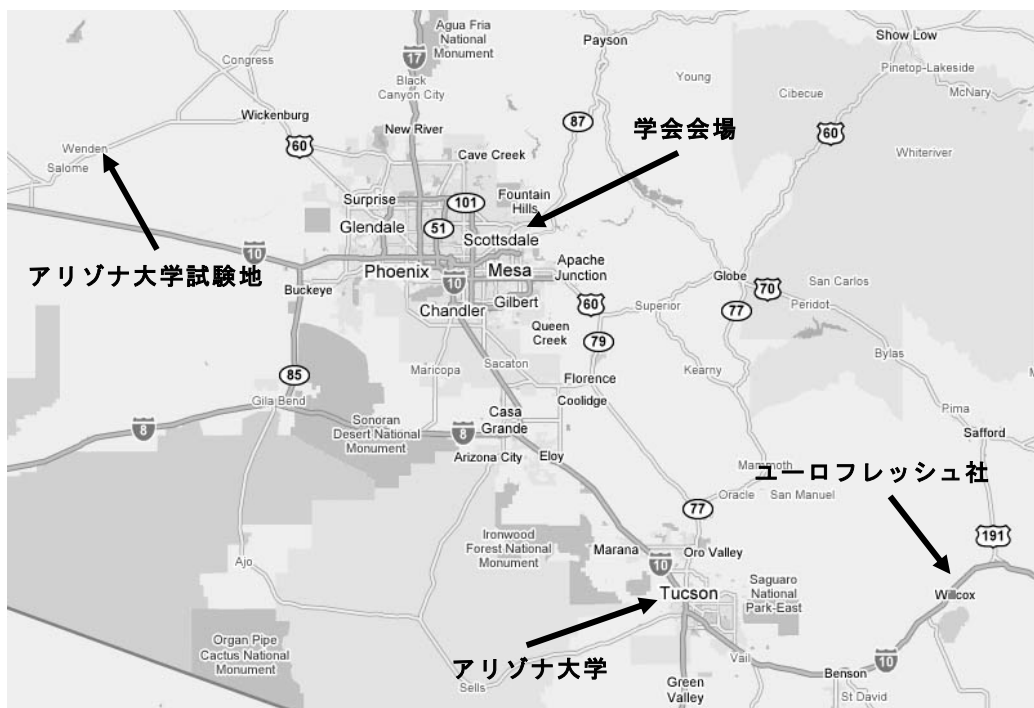 Agua Fria
National
Monument
Payson
Show Low
17
Congress
Young
Pinetop-Lakeside
Black
Canyon City
Cibecue
McNary
Wickenburg
87
学会会場
New River
60
60
Wenden
Cave Creek
Whiteriver
Salome
Surprise
101
Fountain
Hills
Glendale
51
Scottsdale
10
アリゾナ大学試験地
Phoenix
Mesa
Apache
Junction
Globe
70
San Carlos
Buckeye
10
Gilbert
60
Superior
Peridot
Chandler
77
Queen
Creek
79
Bylas
Maricopa
Sacaton
Kearny
85
Florence
Gila Bend
Coolidge
Pima
Sonoran
Desert National
Monument
Casa
Grande
8
8
Safford
Arizona City
Eloy
Mammoth
ユーロフレッシュ社
Oracle
San Manuel
77
Ironwood
Forest National
Monument
191
Marana
Oro Valley
Ajo
10
Saguaro
National
Park-East
Tucson
Willcox
Organ Pipe
Cactus National
Monument
アリゾナ大学
Vail
10
Benson
Sells
Green
Valley
St David
M